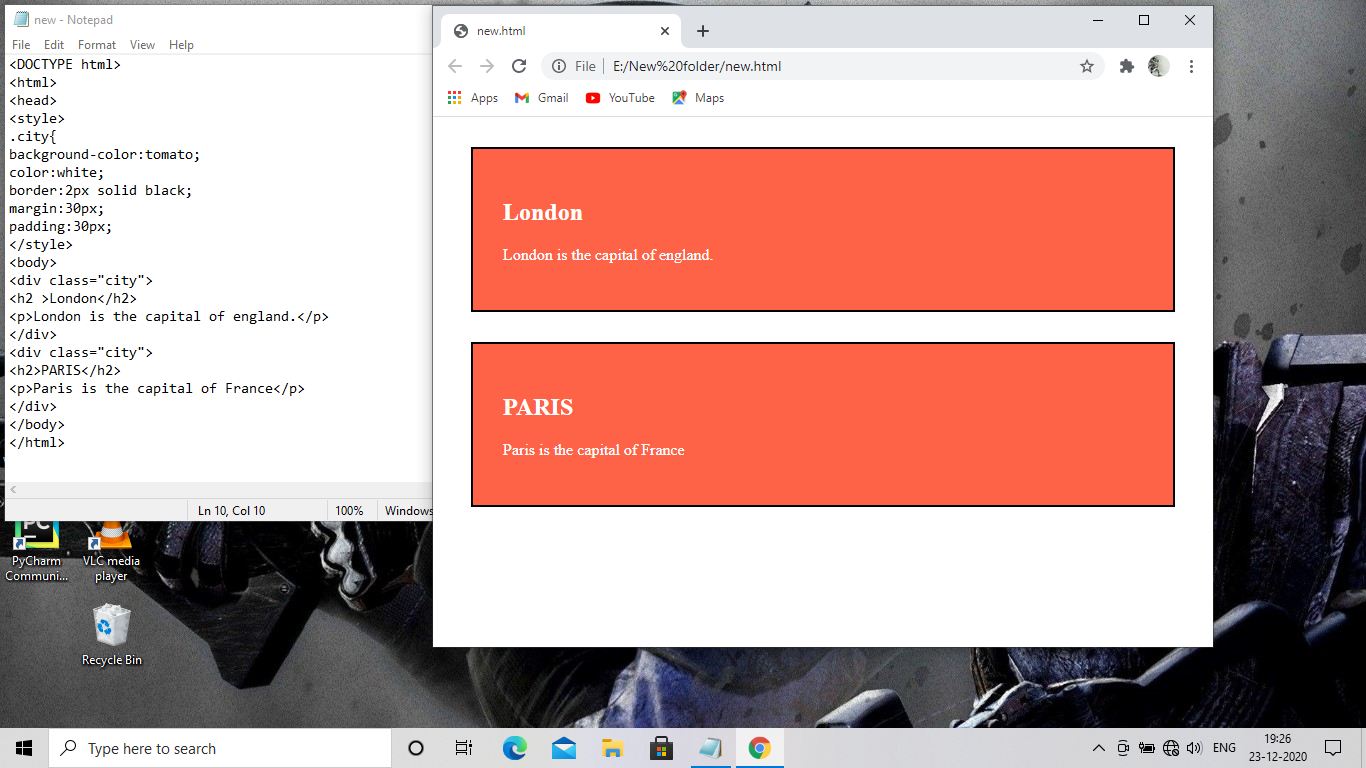 new - Notepad
File Edit Format View Help
<DOCTYPE html>
<html>
<head>
<style>
.city{
background-color:tomato;
color:white;
border:2px solid black;
margin:30px;
padding:30px;
</style>
<body>
<div class="city">
<h2 >London</h2>
<p>London is the capital of england.</p>
</div>
<div class="city">
<h2>PARIS</h2>
<p>Paris is the capital of France</p>
</div>
</body>
</html>
Ln 10, Col 10 100% Windows
new.html
File E:/New%20folder/new.html
Apps Gmail YouTube Maps
London
London is the capital of england.
PARIS
Paris is the capital of France
PC
PyCharm
Communi...
VLC media
player
Recycle Bin
Type here to search
ENG
19:26
23-12-2020